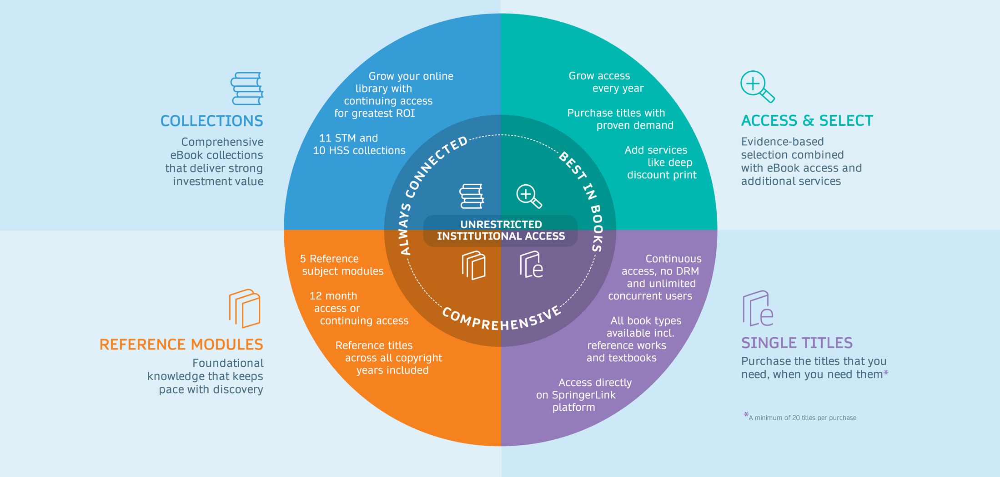 COLLECTIONS
Comprehensive
eBook collections
that deliver strong
investment value
Grow your online
library with
continuing access
for greatest ROI
11 STM and
10 HSS collections
Grow access
every year
Purchase titles with
proven demand
Add services
like deep
discount print
ACCESS & SELECT
Evidence-based
selection combined
with eBook access and
additional services
ALWAYS CONNECTED
BEST IN BOOKS
COMPREHENSIVE
UNRESTRICTED
INSTITUTIONAL ACCESS
REFERENCE MODULES
Foundational
knowledge that keeps
pace with discovery
5 Reference
subject modules
12 month
access or
continuing access
Reference titles
across all copyright
years included
Continuous
access, no DRM
and unlimited
concurrent users
All book types
available incl.
reference works
and textbooks
Access directly
on SpringerLink
platform
SINGLE TITLES
Purchase the titles that you
need, when you need them*
*A minimum of 20 titles per purchase